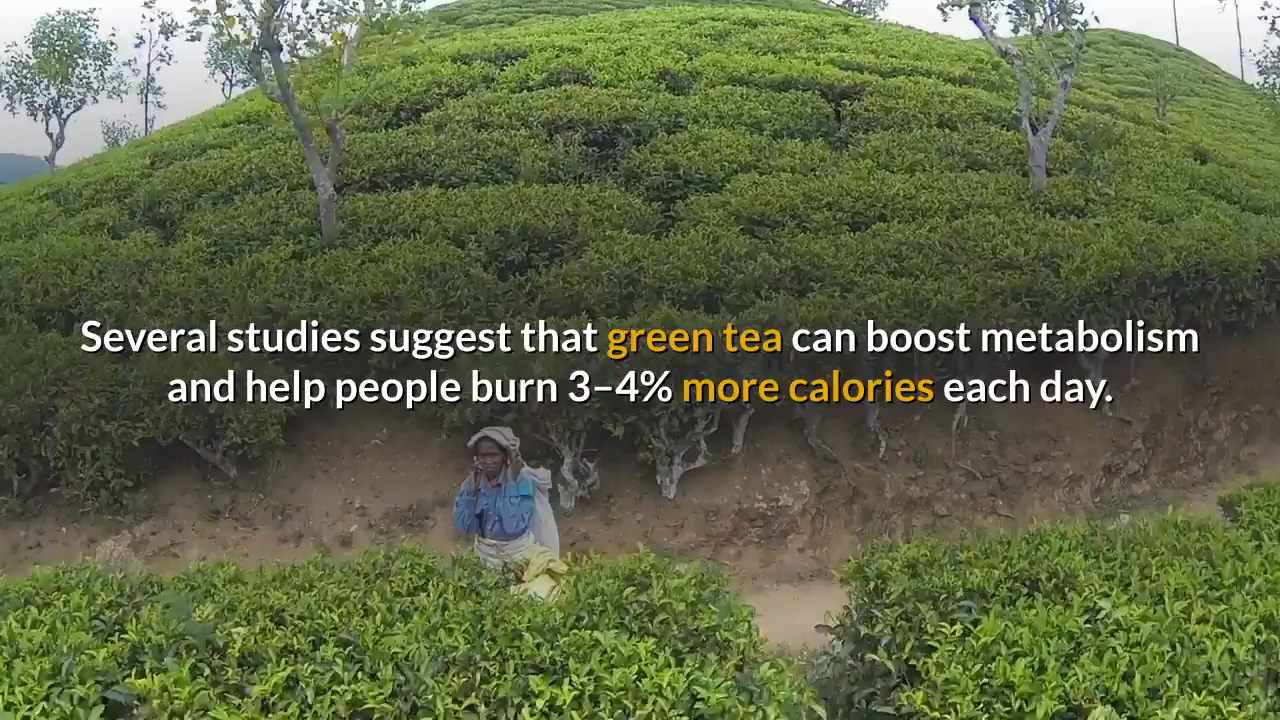 Several studies suggest that green tea can boost metabolism
and help people burn 3–4% more calories each day.